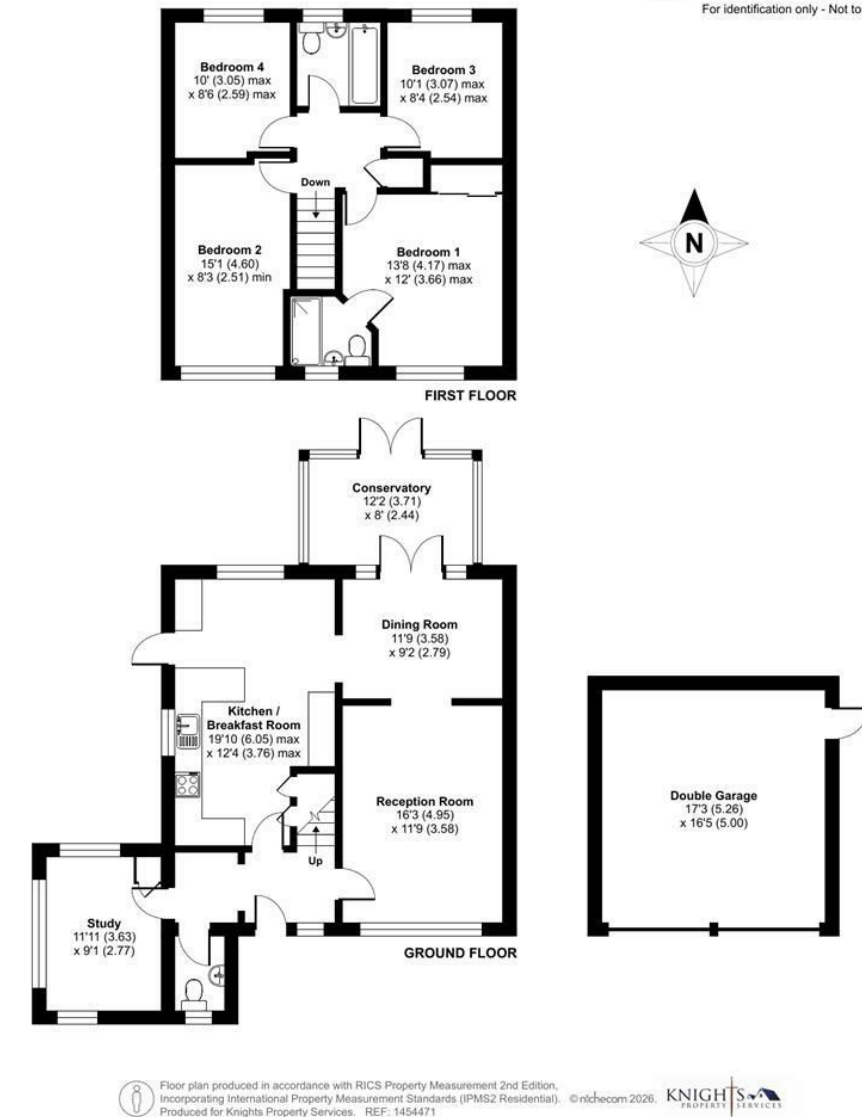 For identification only - Not to
Bedroom 4
10' (3.05) max
x 8'6 (2.59) max
Bedroom 3
10'1 (3.07) max
x 8'4 (2.54) max
Down
Bedroom 2
15'1 (4.60)
x 8'3 (2.51) min
Bedroom 1
13'8 (4.17) max
x 12' (3.66) max
N
FIRST FLOOR
Conservatory
12'2 (3.71)
x 8' (2.44)
Dining Room
11'9 (3.58)
x 9'2 (2.79)
Kitchen /
Breakfast Room
19'10 (6.05) max
x 12'4 (3.76) max
Reception Room
16'3 (4.95)
x 11'9 (3.58)
Double Garage
17'3 (5.26)
x 16'5 (5.00)
Up
Study
11'11 (3.63)
x 9'1 (2.77)
GROUND FLOOR
Floor plan produced in accordance with RICS Property Measurement 2nd Edition,
Incorporating International Property Measurement Standards (IPMS2 Residential). ©nichecom 2026.
Produced for Knights Property Services. REF: 1454471
KNIGHTS
PROPERTY SERVICES